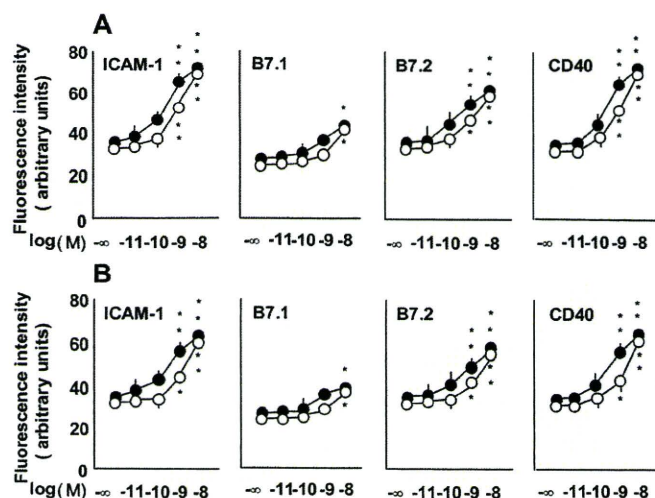 A
Fluorescence intensity
( arbitrary units)
80
60
40
20
0
ICAM-1
B7.1
B7.2
CD40
log(M) -∞ -11-10 -9 -8 -∞ -11-10 -9 -8 -∞ -11-10 -9 -8 -∞ -11-10 -9 -8
B
Fluorescence intensity
( arbitrary units)
80
60
40
20
0
ICAM-1
B7.1
B7.2
CD40
log(M) -∞ -11-10 -9 -8 -∞ -11-10 -9 -8 -∞ -11-10 -9 -8 -∞ -11-10 -9 -8